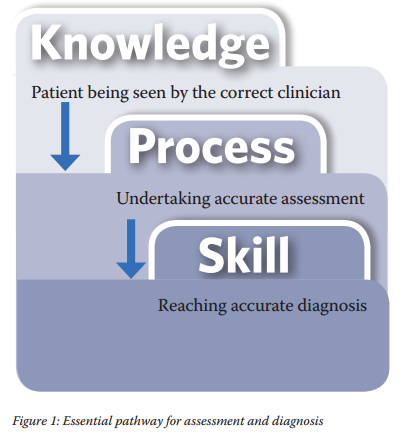 Knowledge
Patient being seen by the correct clinician
Process
Undertaking accurate assessment
Skill
Reaching accurate diagnosis
Figure 1: Essential pathway for assessment and diagnosis